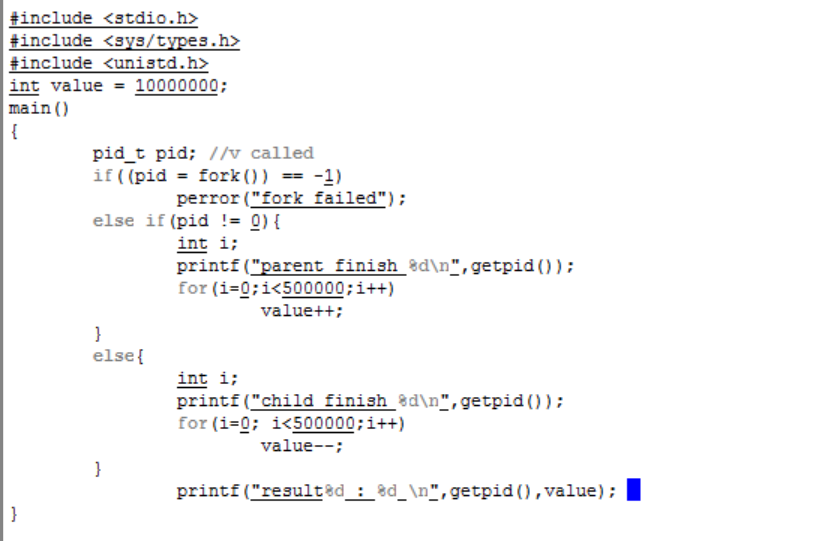 #include <stdio.h>
#include <sys/types.h>
#include <unistd.h>
int value = 10000000;
main()
{
        pid_t pid; //v called
        if((pid = fork()) == -1)
                perror("fork failed");
        else if(pid != 0){
                int i;
                printf("parent finish %d\n",getpid());
                for(i=0;i<500000;i++)
                        value++;
        }
        else{
                int i;
                printf("child finish %d\n",getpid());
                for(i=0; i<500000;i++)
                        value--;
        }
                printf("result%d : %d \n",getpid(),value);
}